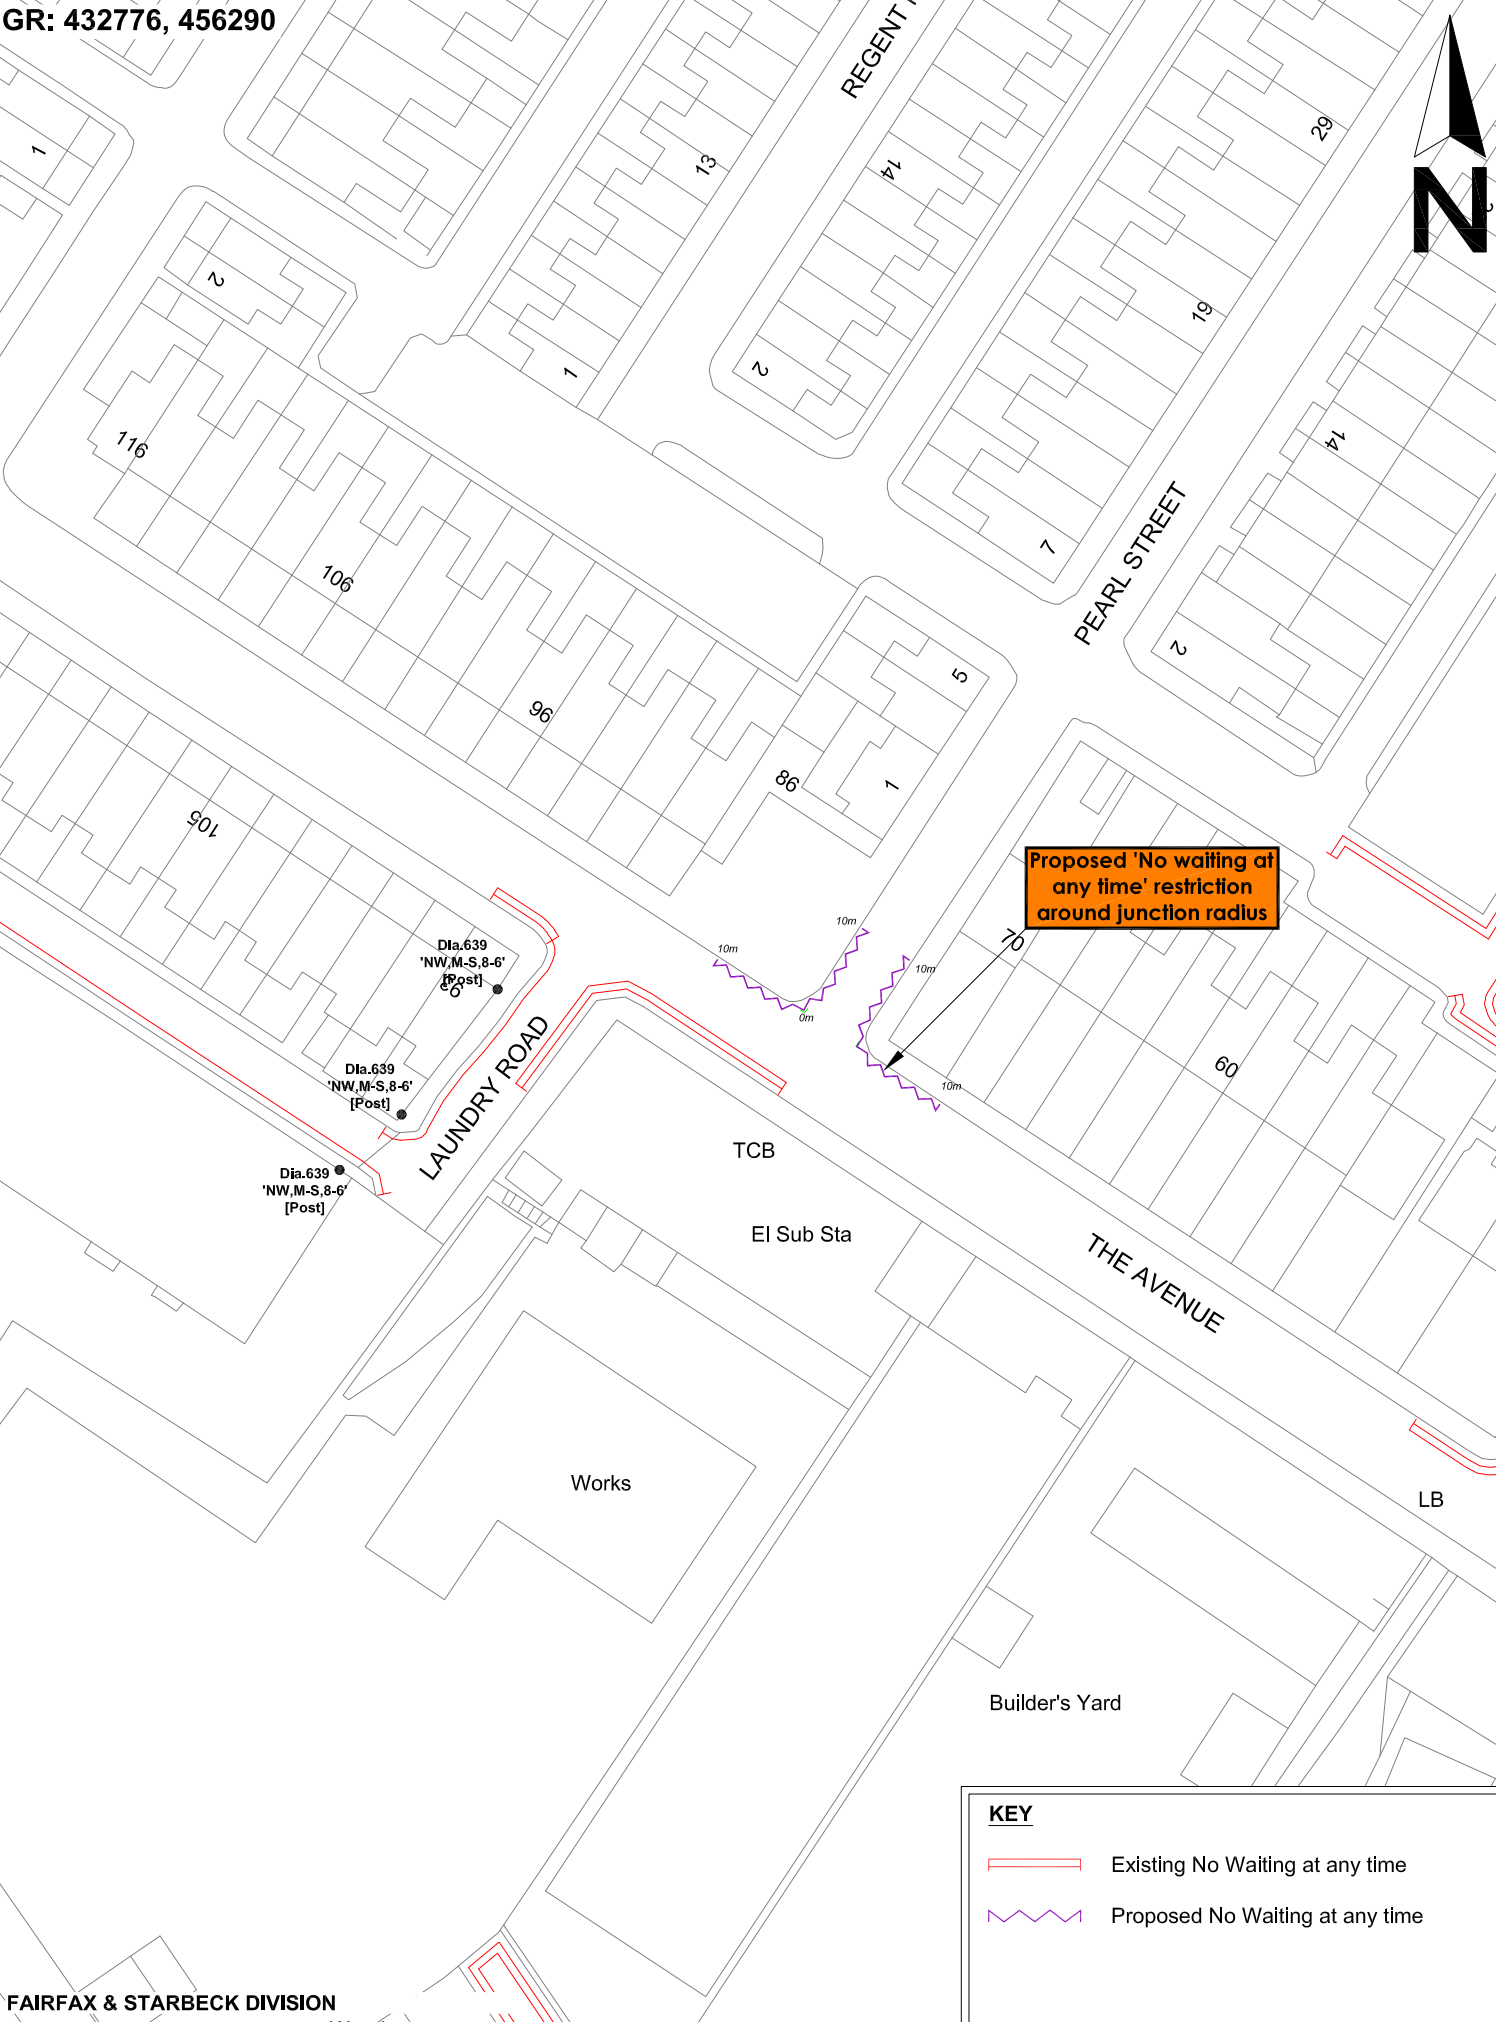 GR: 432776, 456290
REGENT
N
1
2
13
14
29
19
1
2
116
106
7
14
PEARL STREET
2
96
5
86
1
105
Proposed 'No waiting at
any time' restriction
around junction radius
70
10m
10m
10m
0m
10m
60
Dia.639
'NW,M-S,8-6'
[Post]
Dia.639
'NW,M-S,8-6'
[Post]
Dia.639
'NW,M-S,8-6'
[Post]
LAUNDRY ROAD
TCB
El Sub Sta
THE AVENUE
Works
LB
Builder's Yard
KEY
Existing No Waiting at any time
Proposed No Waiting at any time
FAIRFAX & STARBECK DIVISION